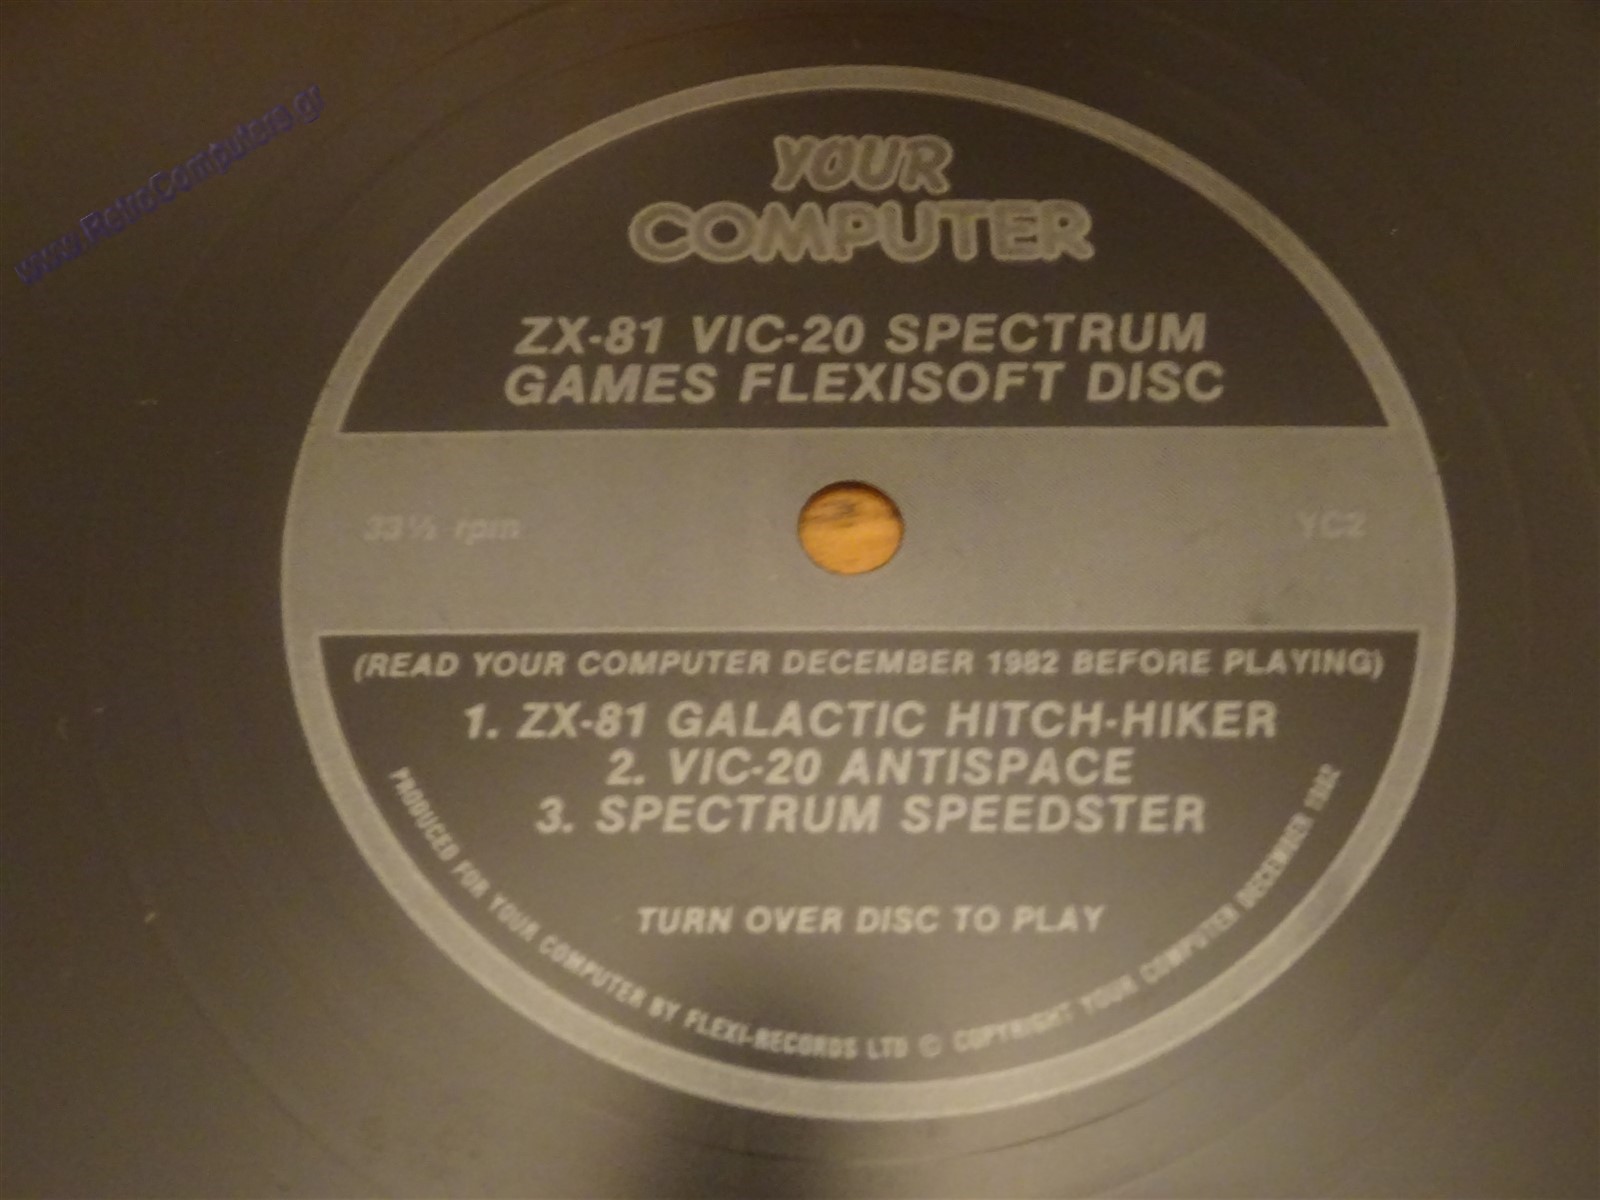 www.RetroComputers.gr
YOUR
COMPUTER
ZX-81 VIC-20 SPECTRUM
GAMES FLEXISOFT DISC
33⅓ rpm
YC2
(READ YOUR COMPUTER DECEMBER 1982 BEFORE PLAYING)
1. ZX-81 GALACTIC HITCH-HIKER
2. VIC-20 ANTISPACE
3. SPECTRUM SPEEDSTER
TURN OVER DISC TO PLAY
PRODUCED FOR YOUR COMPUTER BY FLEXI-RECORDS LTD © COPYRIGHT YOUR COMPUTER DECEMBER 1982